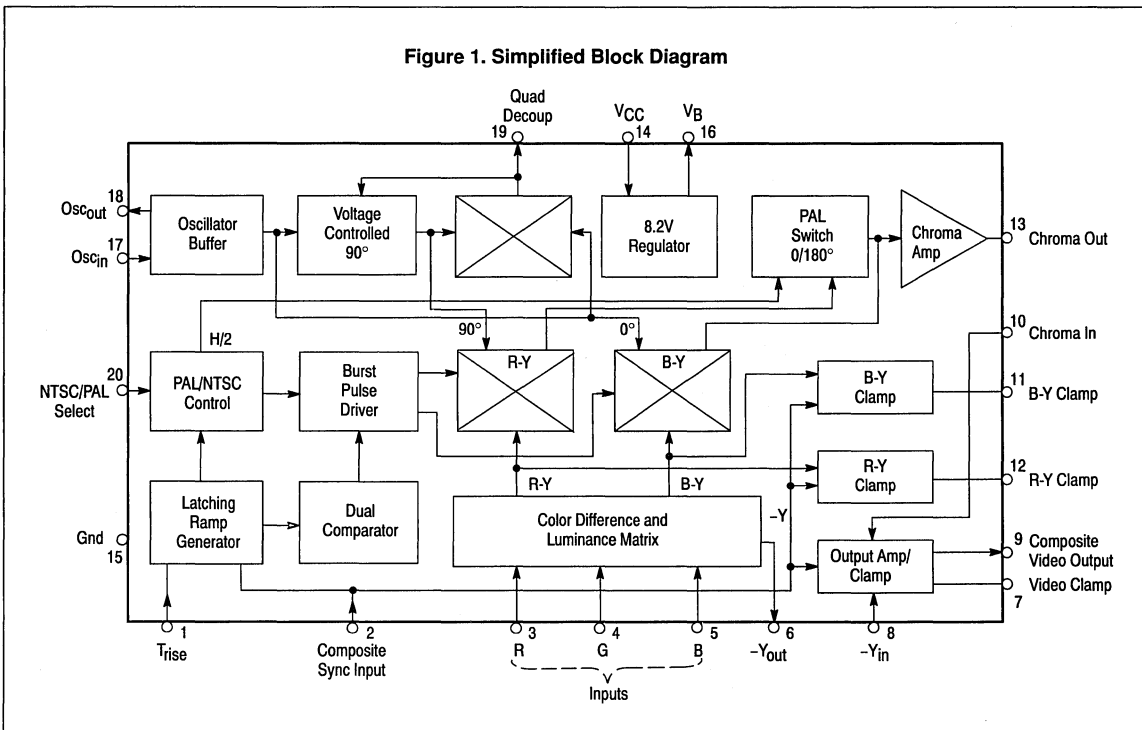 Figure 1. Simplified Block Diagram
Quad
Decoup
19
VCC
14
VB
16
18
Oscout
17
Oscin
Oscillator
Buffer
Voltage
Controlled
90°
8.2V
Regulator
PAL
Switch
0/180°
Chroma
Amp
13
Chroma Out
10
Chroma In
H/2
90°
0°
20
NTSC/PAL
Select
PAL/NTSC
Control
Burst
Pulse
Driver
R-Y
B-Y
B-Y
Clamp
11
B-Y Clamp
R-Y
B-Y
R-Y
Clamp
12
R-Y Clamp
Gnd
15
Latching
Ramp
Generator
Dual
Comparator
Color Difference and
Luminance Matrix
–Y
Output Amp/
Clamp
9
Composite
Video Output
Video Clamp
7
1
Trise
2
Composite
Sync Input
3
R
4
G
5
B
Inputs
6
–Yout
8
–Yin